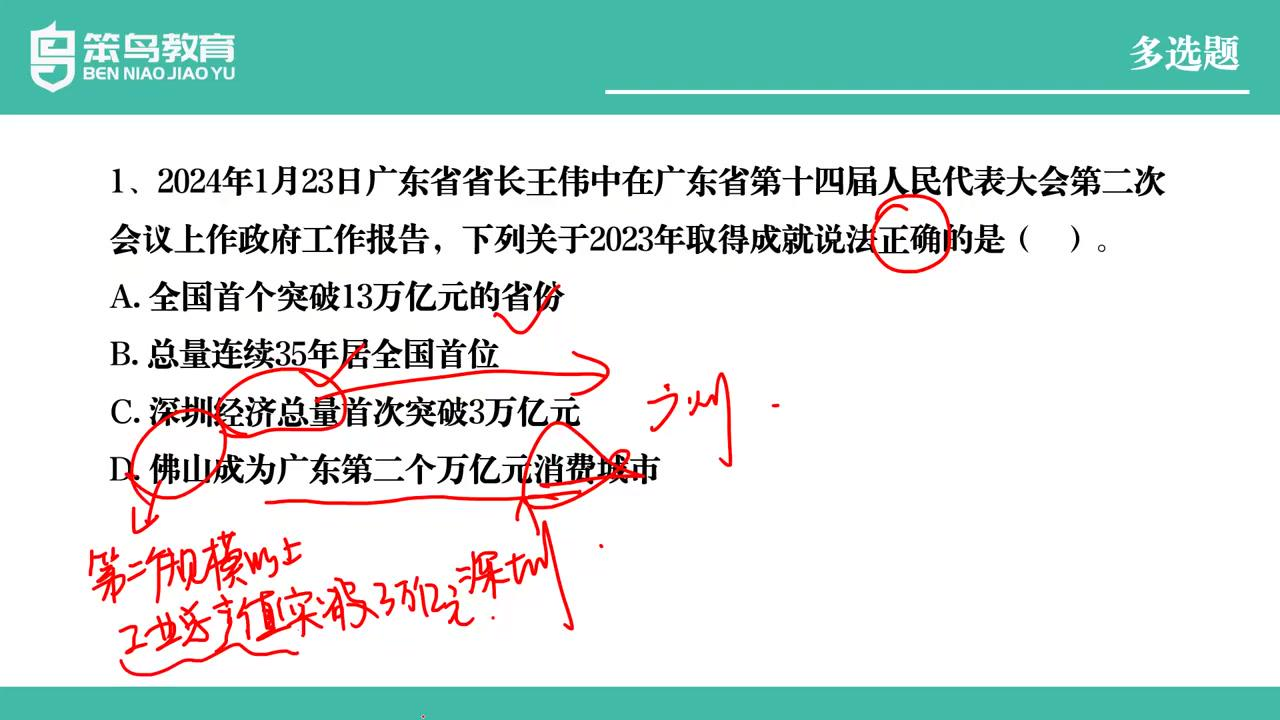 笨鸟教育
BEN NIAO JIAO YU
多选题
1、2024年1月23日广东省省长王伟中在广东省第十四届人民代表大会第二次
会议上作政府工作报告，下列关于2023年取得成就说法正确的是（ ）。
A. 全国首个突破13万亿元的省份
B. 总量连续35年居全国首位
C. 深圳经济总量首次突破3万亿元
D. 佛山成为广东第二个万亿元消费城市
广州
第二个规模以上
工业总产值突破3万亿元
深圳